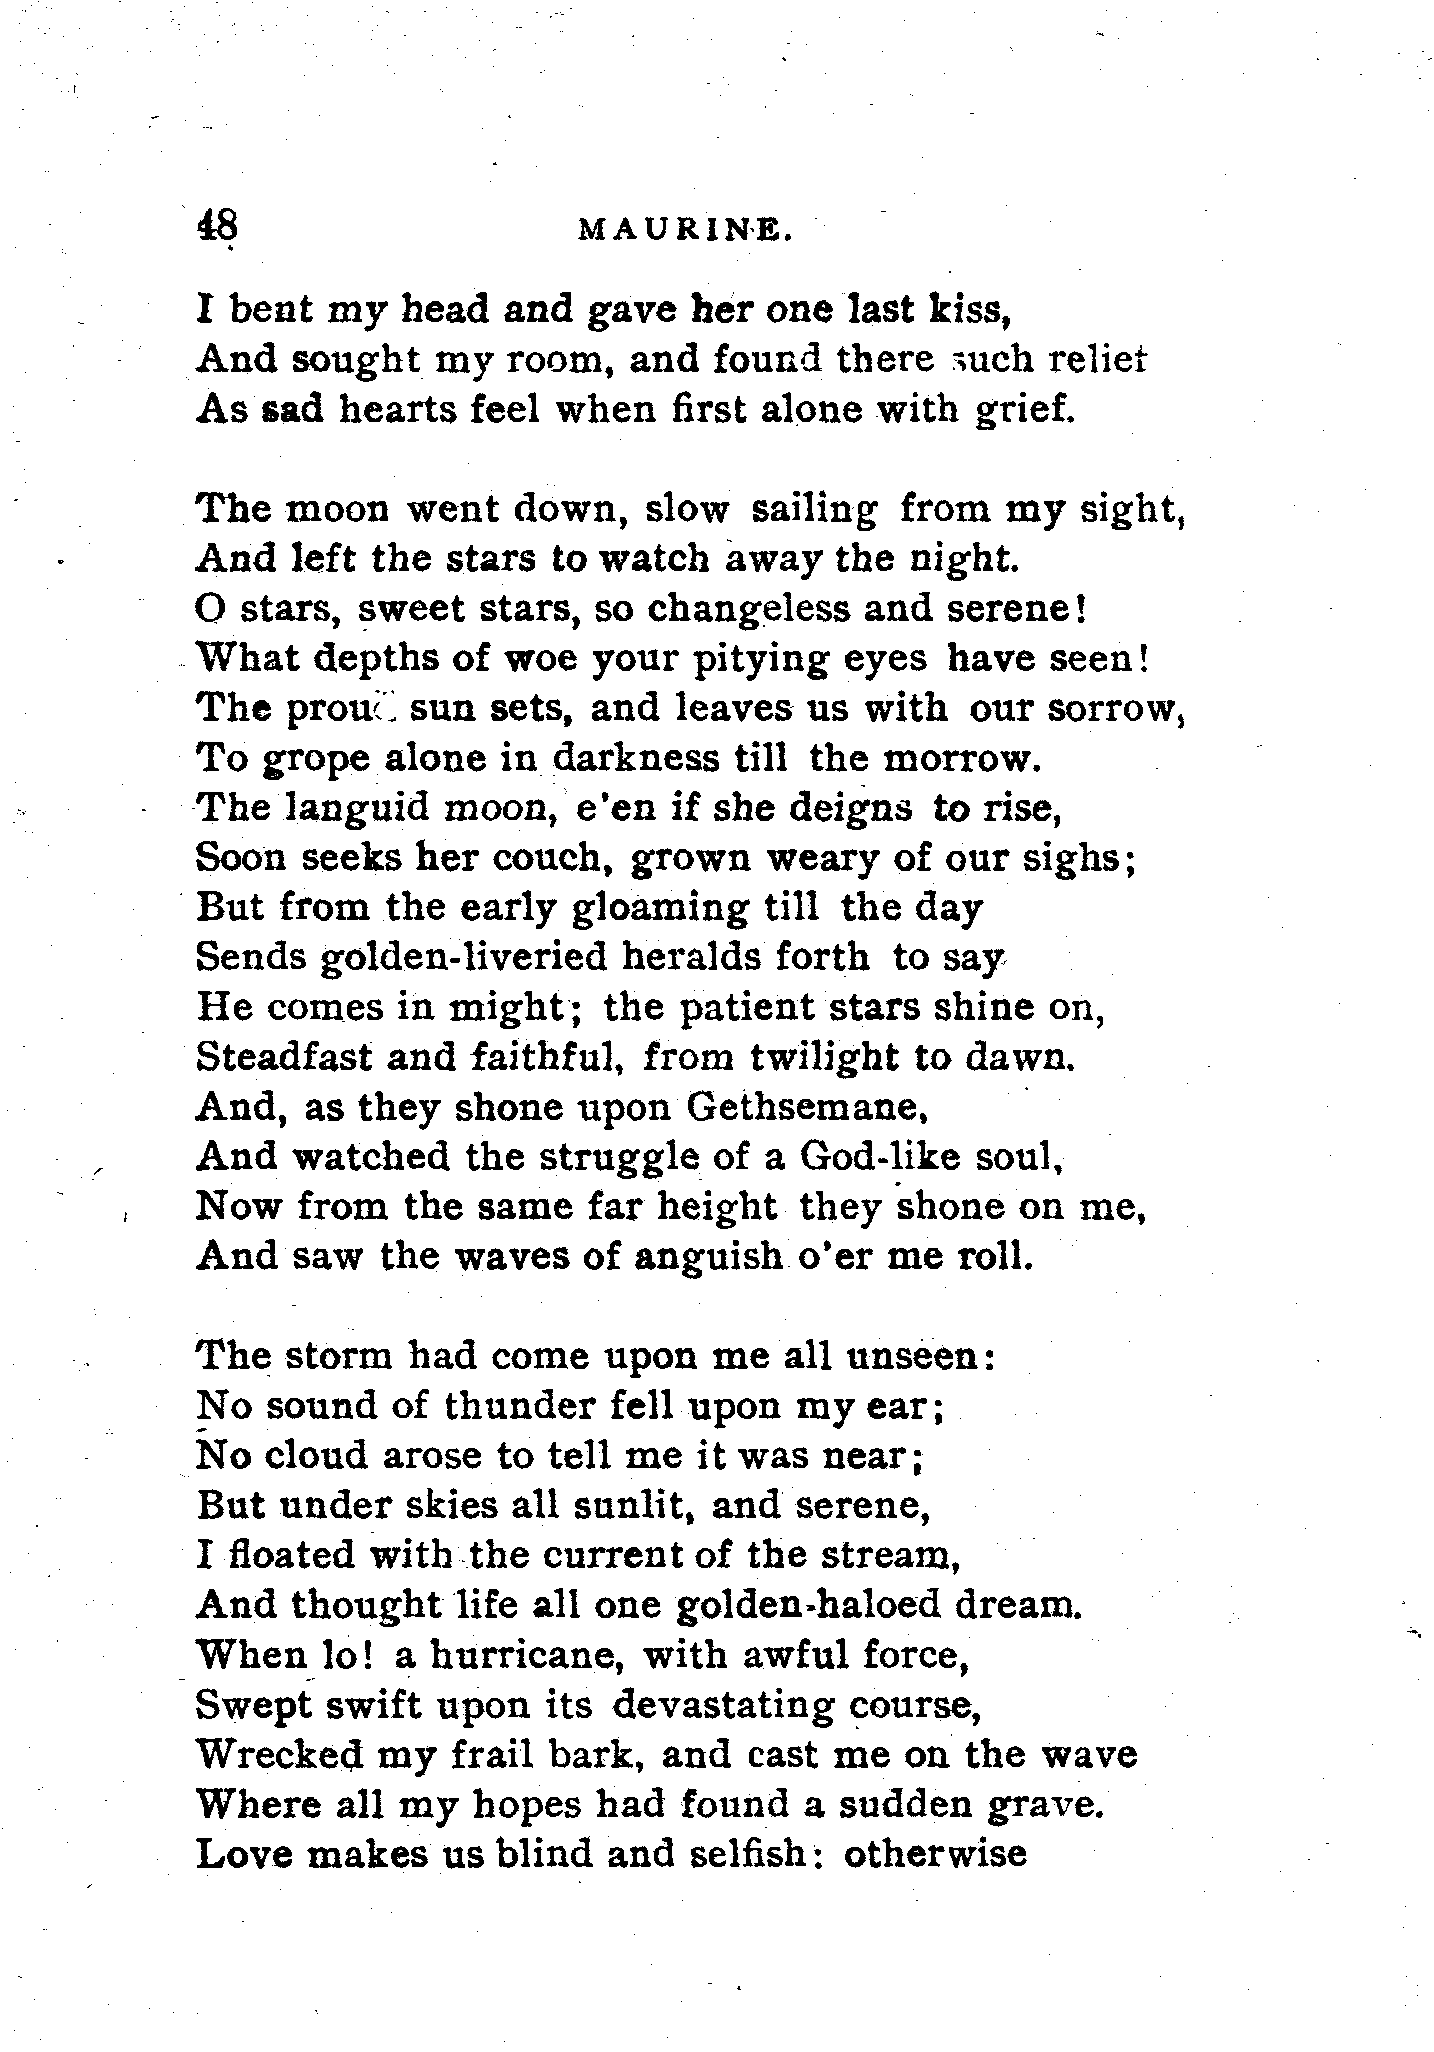 48 MAURINE.
I bent my head and gave her one last kiss,
And sought my room, and found there such relief
As sad hearts feel when first alone with grief.
The moon went down, slow sailing from my sight,
And left the stars to watch away the night.
O stars, sweet stars, so changeless and serene!
What depths of woe your pitying eyes have seen!
The proud sun sets, and leaves us with our sorrow,
To grope alone in darkness till the morrow.
The languid moon, e'en if she deigns to rise,
Soon seeks her couch, grown weary of our sighs;
But from the early gloaming till the day
Sends golden-liveried heralds forth to say
He comes in might; the patient stars shine on,
Steadfast and faithful, from twilight to dawn.
And, as they shone upon Gethsemane,
And watched the struggle of a God-like soul,
Now from the same far height they shone on me,
And saw the waves of anguish o'er me roll.
The storm had come upon me all unseen:
No sound of thunder fell upon my ear;
No cloud arose to tell me it was near;
But under skies all sunlit, and serene,
I floated with the current of the stream,
And thought life all one golden-haloed dream.
When lo! a hurricane, with awful force,
Swept swift upon its devastating course,
Wrecked my frail bark, and cast me on the wave
Where all my hopes had found a sudden grave.
Love makes us blind and selfish: otherwise